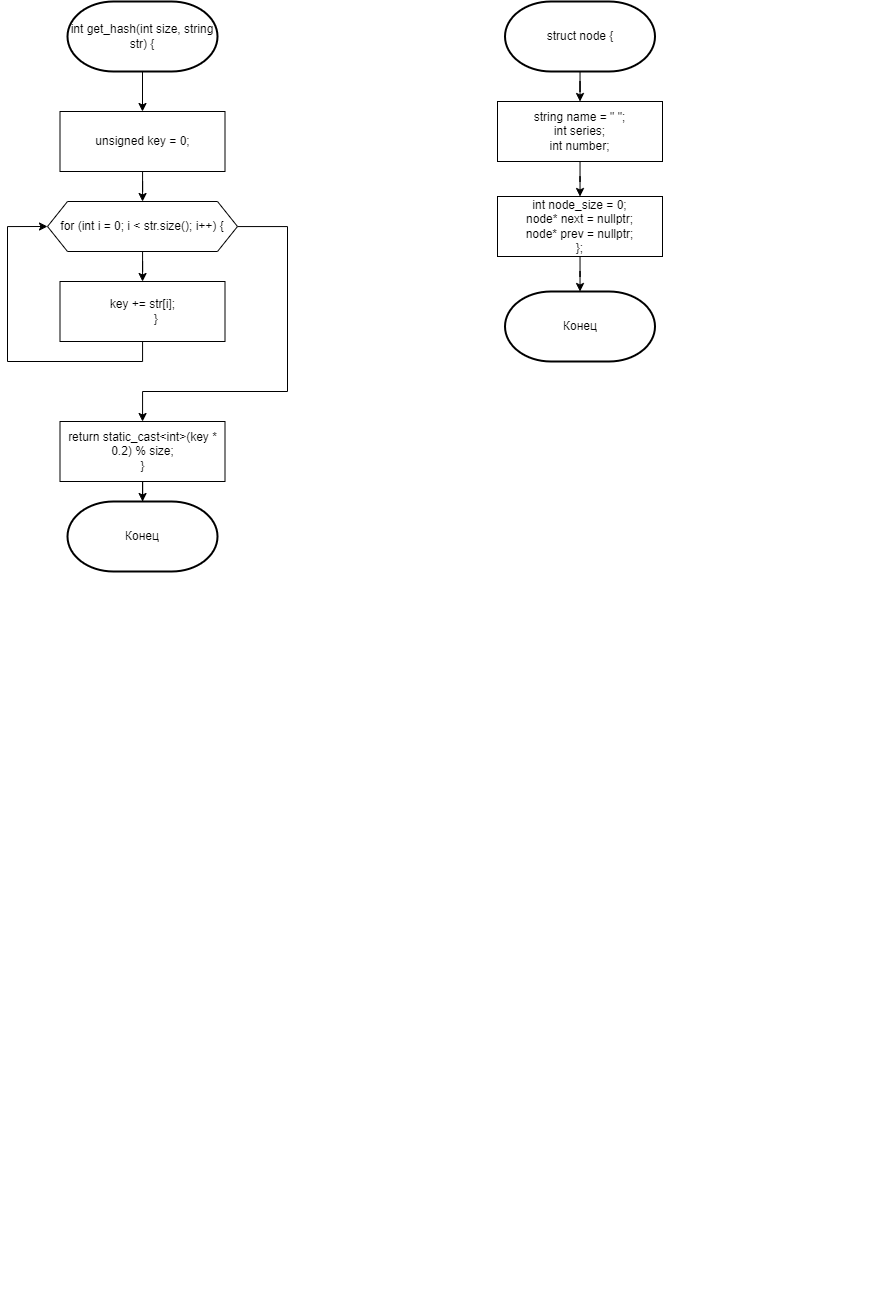 int get_hash(int size, string
str) {
unsigned key = 0;
for (int i = 0; i < str.size(); i++) {
key += str[i];
}
return static_cast<int>(key *
0.2) % size;
}
Конец
struct node {
string name = " ";
int series;
int number;
int node_size = 0;
node* next = nullptr;
node* prev = nullptr;
};
Конец